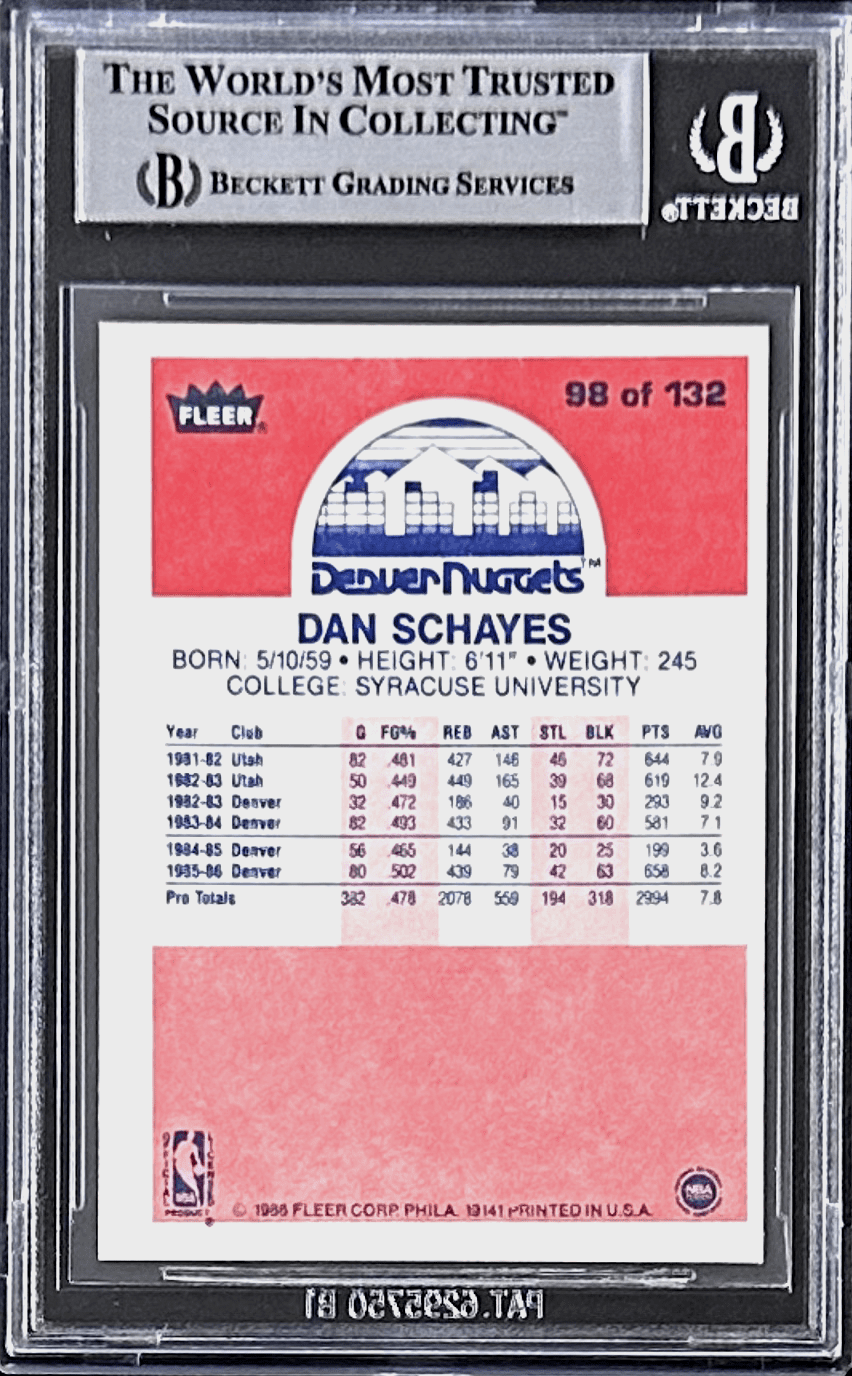 THE WORLD'S MOST TRUSTED
SOURCE IN COLLECTING™
B BECKETT GRADING SERVICES
B
BECKETT®
FLEER®
98 of 132
Denver Nuggets TM
DAN SCHAYES
BORN: 5/10/59 • HEIGHT: 6'11" • WEIGHT: 245
COLLEGE: SYRACUSE UNIVERSITY
Year Club G FG% REB AST STL BLK PTS AVG
1981-82 Utah 82 .481 427 146 46 72 644 7.9
1982-83 Utah 50 .449 449 165 39 68 619 12.4
1982-83 Denver 32 .472 186 40 15 30 293 9.2
1983-84 Denver 82 .493 433 91 32 60 581 7.1
1984-85 Denver 56 .465 144 38 20 25 199 3.6
1985-86 Denver 80 .502 439 79 42 63 658 8.2
Pro Totals 382 .478 2078 559 194 318 2994 7.8
OFFICIAL LICENSED
NBA
PRODUCT®
© 1986 FLEER CORP. PHILA. 19141 PRINTED IN U.S.A.
NBA
PAT.6295750 B1